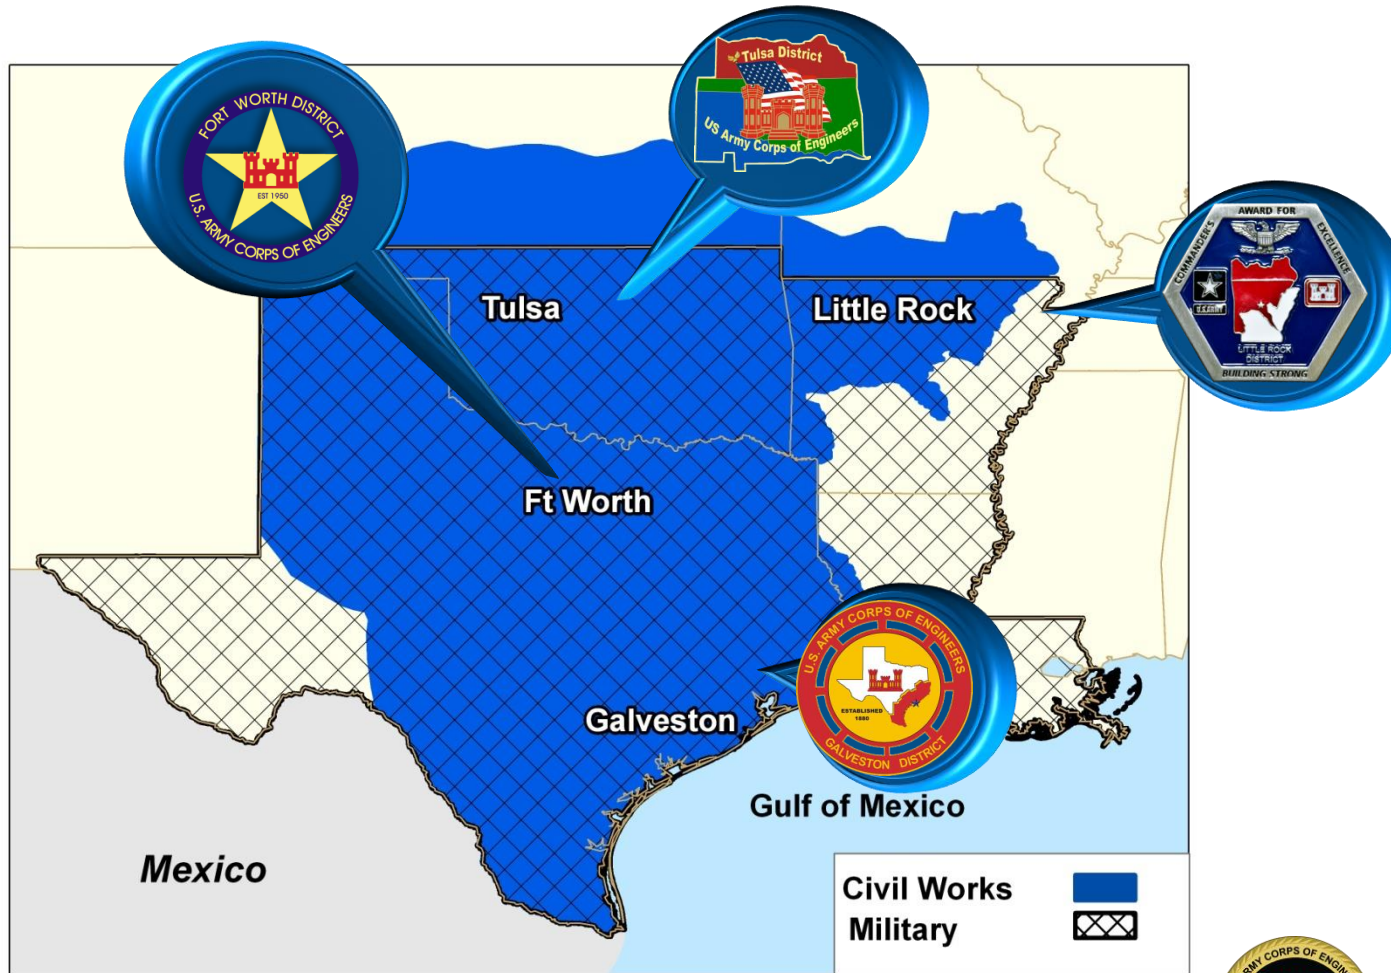 FORT WORTH DISTRICT
EST 1950
U.S. ARMY CORPS OF ENGINEERS
Tulsa District
US Army Corps of Engineers
AWARD FOR
COMMANDER'S
EXCELLENCE
U.S.ARMY
LITTLE ROCK
DISTRICT
BUILDING STRONG
Tulsa
Little Rock
Ft Worth
U.S. ARMY CORPS OF ENGINEERS
ESTABLISHED
1880
GALVESTON DISTRICT
Galveston
Gulf of Mexico
Mexico
Civil Works
Military